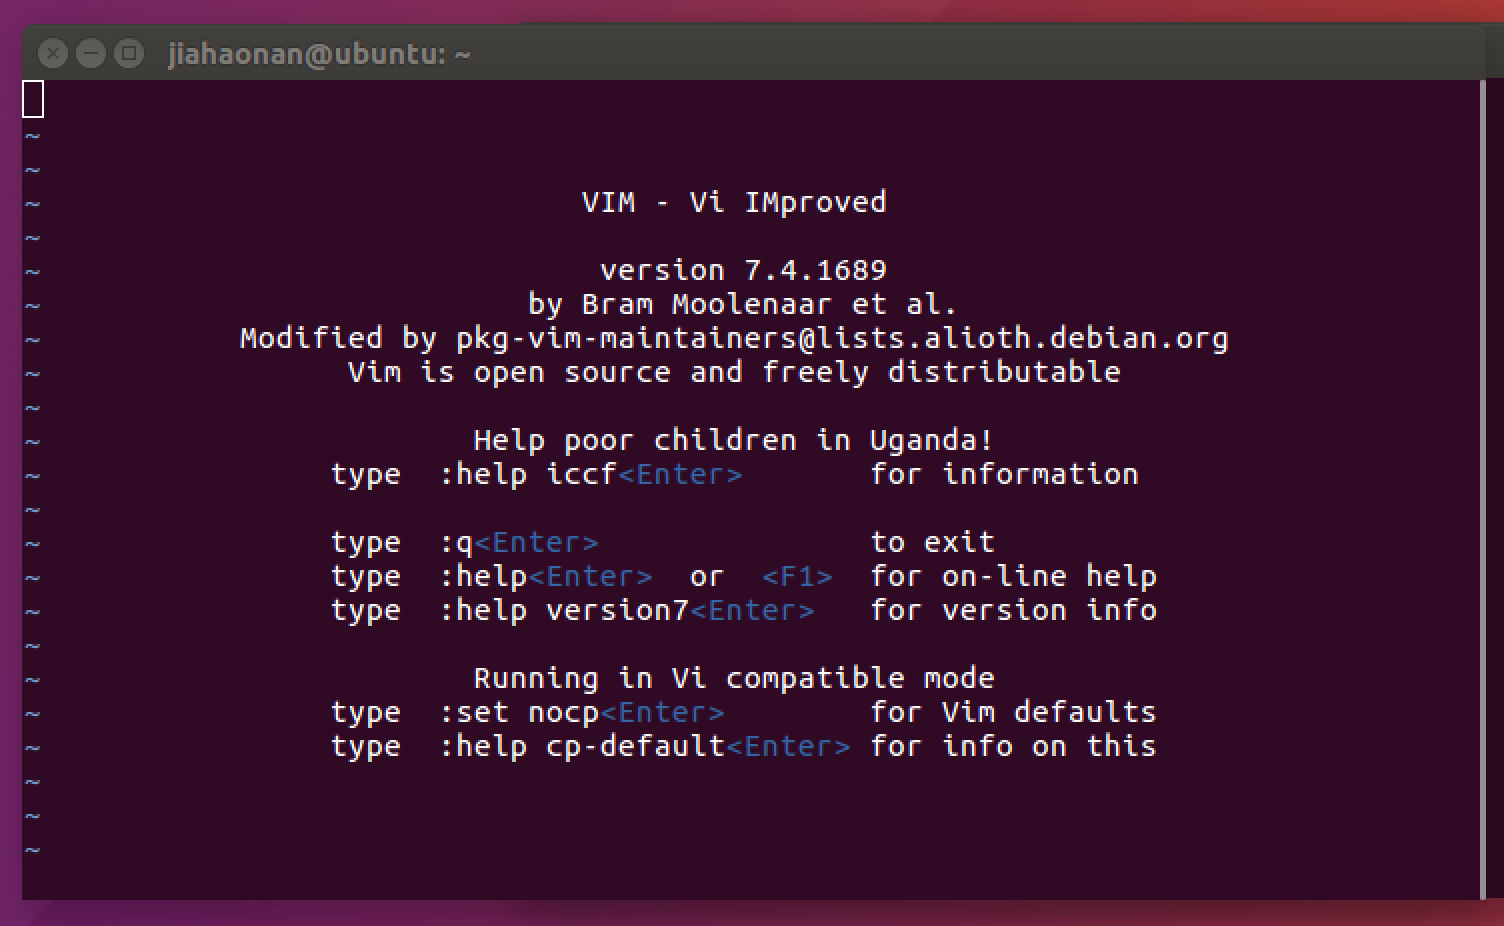 jiahaonan@ubuntu: ~
~
~
~ VIM - Vi IMproved
~
~ version 7.4.1689
~ by Bram Moolenaar et al.
~ Modified by pkg-vim-maintainers@lists.alioth.debian.org
~ Vim is open source and freely distributable
~
~ Help poor children in Uganda!
~ type  :help iccf<Enter>       for information
~
~ type  :q<Enter>               to exit
~ type  :help<Enter>  or  <F1>  for on-line help
~ type  :help version7<Enter>   for version info
~
~ Running in Vi compatible mode
~ type  :set nocp<Enter>        for Vim defaults
~ type  :help cp-default<Enter> for info on this
~
~
~